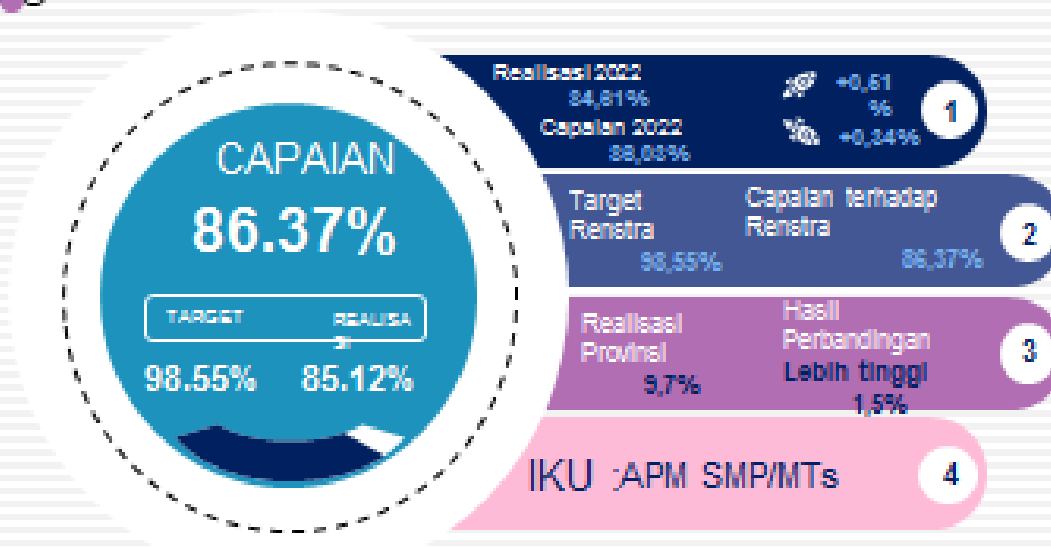 CAPAIAN
86.37%
TARGET
REALISA
SI
98.55%
85.12%
Realisasi 2022
84,61%
Capaian 2022
86,03%
+0,51
%
+0,34%
1
Target
Renstra
98,55%
Capaian terhadap
Renstra
86,37%
2
Realisasi
Provinsi
9,7%
Hasil
Perbandingan
Lebih tinggi
1,5%
3
IKU :APM SMP/MTs
4